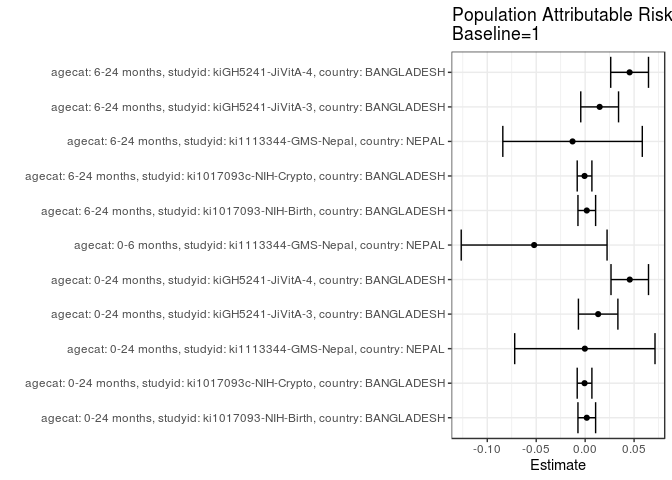 Population Attributable Risk
Baseline=1
agecat: 6-24 months, studyid: kiGH5241-JiVitA-4, country: BANGLADESH
agecat: 6-24 months, studyid: kiGH5241-JiVitA-3, country: BANGLADESH
agecat: 6-24 months, studyid: ki1113344-GMS-Nepal, country: NEPAL
agecat: 6-24 months, studyid: ki1017093c-NIH-Crypto, country: BANGLADESH
agecat: 6-24 months, studyid: ki1017093-NIH-Birth, country: BANGLADESH
agecat: 0-6 months, studyid: ki1113344-GMS-Nepal, country: NEPAL
agecat: 0-24 months, studyid: kiGH5241-JiVitA-4, country: BANGLADESH
agecat: 0-24 months, studyid: kiGH5241-JiVitA-3, country: BANGLADESH
agecat: 0-24 months, studyid: ki1113344-GMS-Nepal, country: NEPAL
agecat: 0-24 months, studyid: ki1017093c-NIH-Crypto, country: BANGLADESH
agecat: 0-24 months, studyid: ki1017093-NIH-Birth, country: BANGLADESH
-0.10 -0.05 0.00 0.05
Estimate